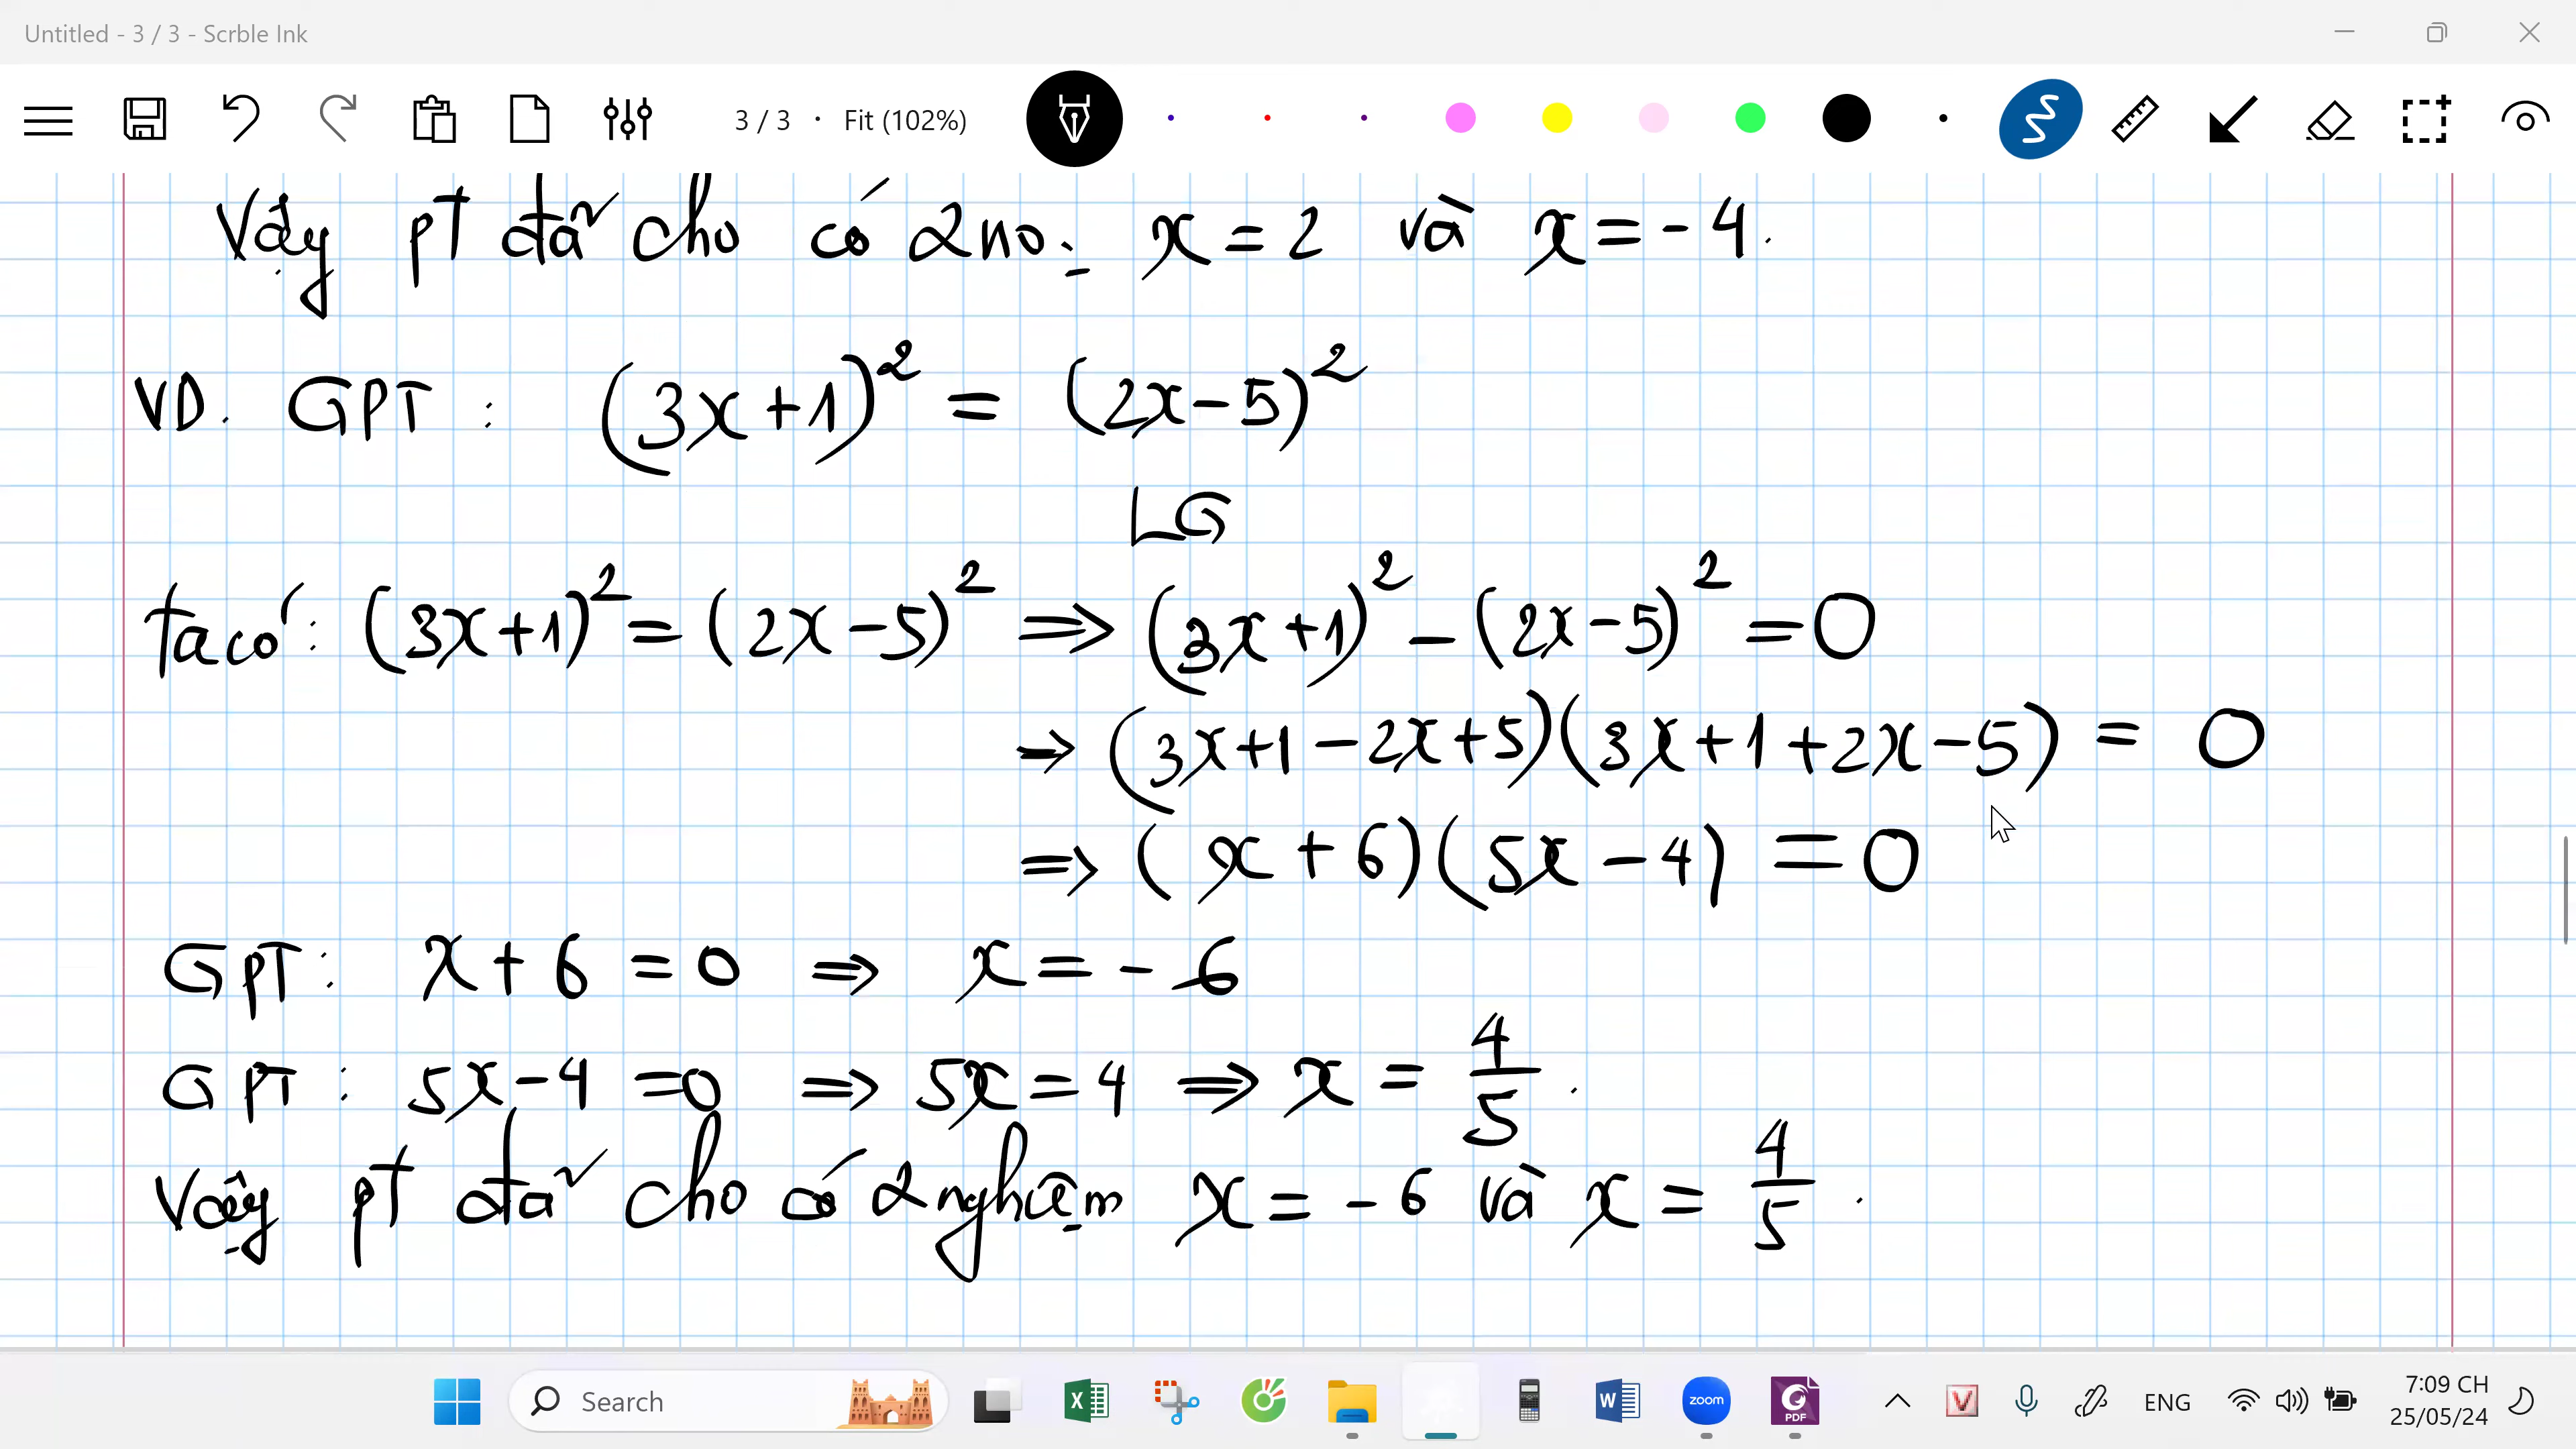 Untitled - 3 / 3 - Scrble Ink
3 / 3 · Fit (102%)
Vậy pt đã cho có 2 no: x = 2 và x = -4.
VD. GPT : (3x+1)² = (2x-5)²
LG
Ta có: (3x+1)² = (2x-5)² ⇒ (3x+1)² - (2x-5)² = 0
⇒ (3x+1-2x+5)(3x+1+2x-5) = 0
⇒ (x+6)(5x-4) = 0
GPT: x+6 = 0 ⇒ x = -6
GPT: 5x-4 = 0 ⇒ 5x = 4 ⇒ x = 4/5.
Vậy pt đã cho có 2 nghiệm x = -6 và x = 4/5.
Search
zoom
PDF
ENG
7:09 CH
25/05/24